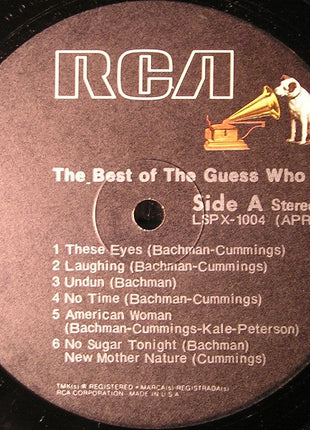 RCA
The Best of The Guess Who
Side A Stereo
LSPX-1004 (APR
1 These Eyes (Bachman-Cummings)
2 Laughing (Bachman-Cummings)
3 Undun (Bachman)
4 No Time (Bachman-Cummings)
5 American Woman
(Bachman-Cummings-Kale-Peterson)
6 No Sugar Tonight (Bachman)
New Mother Nature (Cummings)
TMK(s) ® REGISTERED • MARCA(s) REGISTRADA(s)
RCA CORPORATION. MADE IN U.S.A